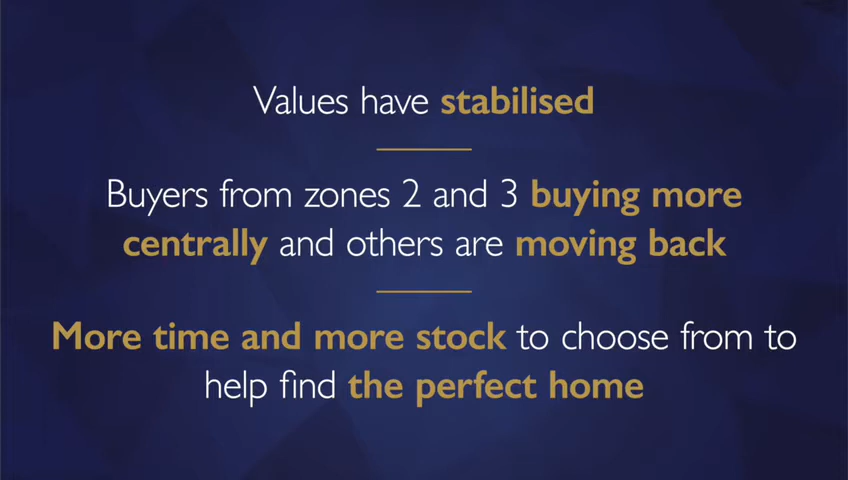 Values have stabilised
Buyers from zones 2 and 3 buying more
centrally and others are moving back
More time and more stock to choose from to
help find the perfect home